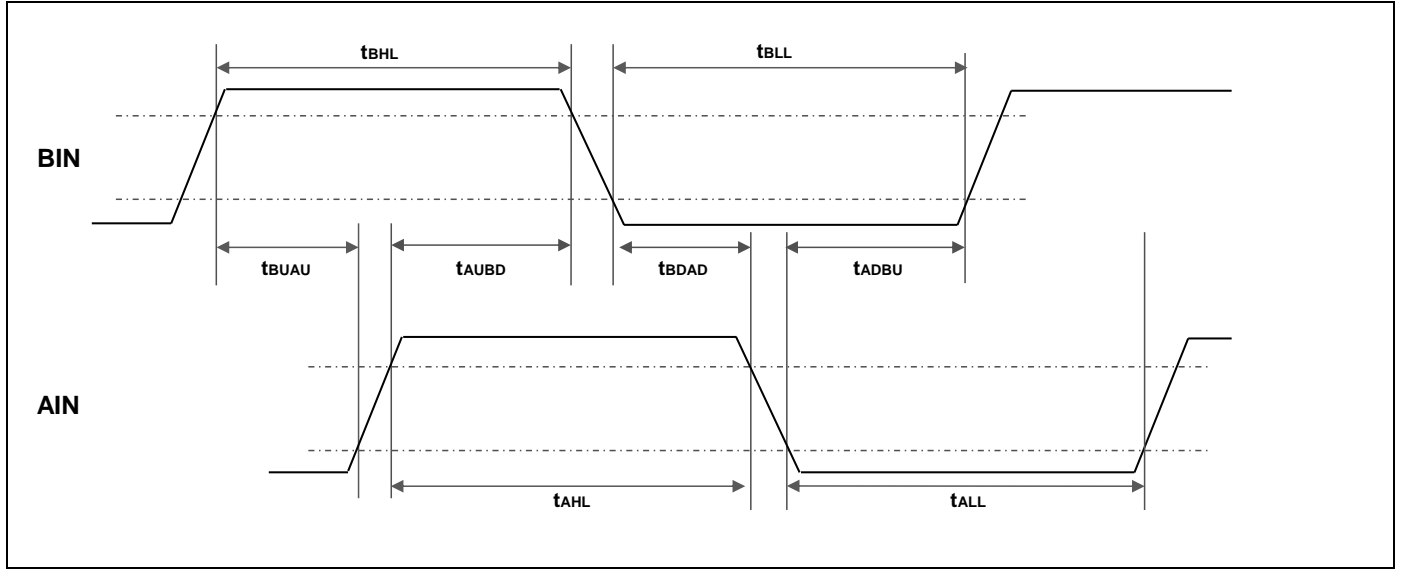 tBHL
tBLL
BIN
tBUAU
tAUBD
tBDAD
tADBU
AIN
tAHL
tALL